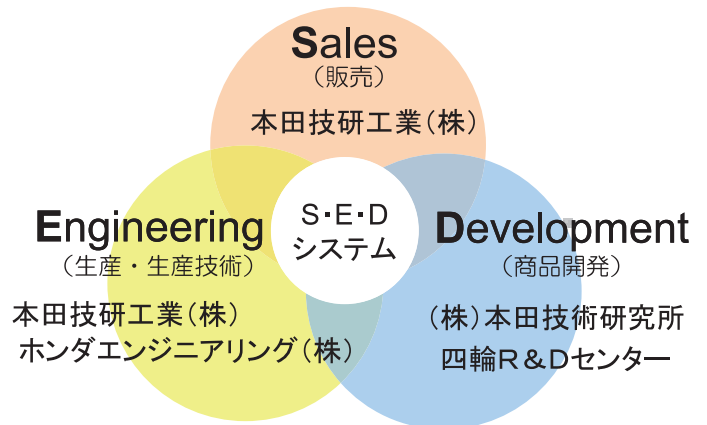 Sales
（販売）
本田技研工業（株）
S・E・D
システム
Engineering
（生産・生産技術）
本田技研工業（株）
ホンダエンジニアリング（株）
Development
（商品開発）
（株）本田技術研究所
四輪R＆Dセンター